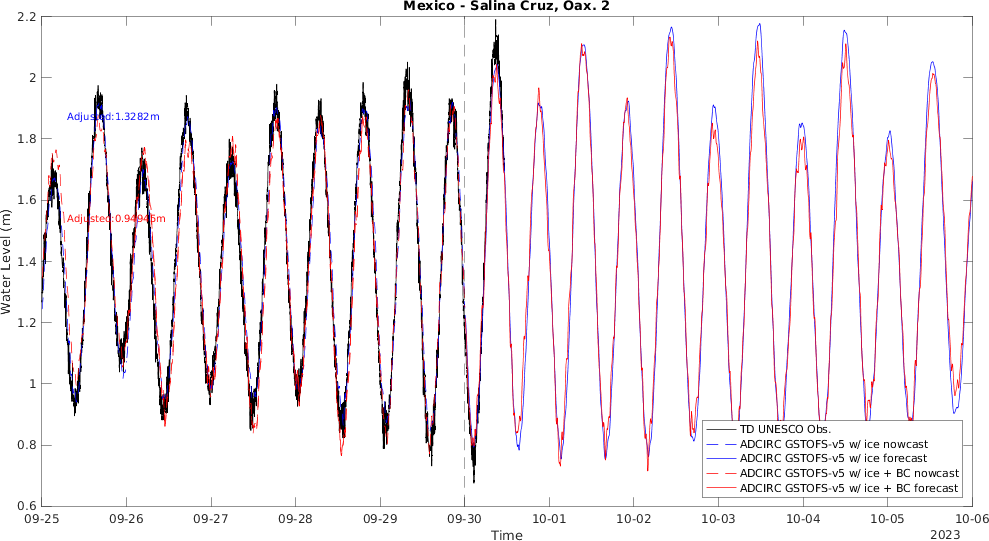 Mexico - Salina Cruz, Oax. 2
Water Level (m)
2.2
2
1.8
1.6
1.4
1.2
1
0.8
0.6
Adjusted:1.3282m
Adjusted:0.94945m
TD UNESCO Obs.
ADCIRC GSTOFS-v5 w/ ice nowcast
ADCIRC GSTOFS-v5 w/ ice forecast
ADCIRC GSTOFS-v5 w/ ice + BC nowcast
ADCIRC GSTOFS-v5 w/ ice + BC forecast
09-25 09-26 09-27 09-28 09-29 09-30 10-01 10-02 10-03 10-04 10-05 10-06
Time
2023